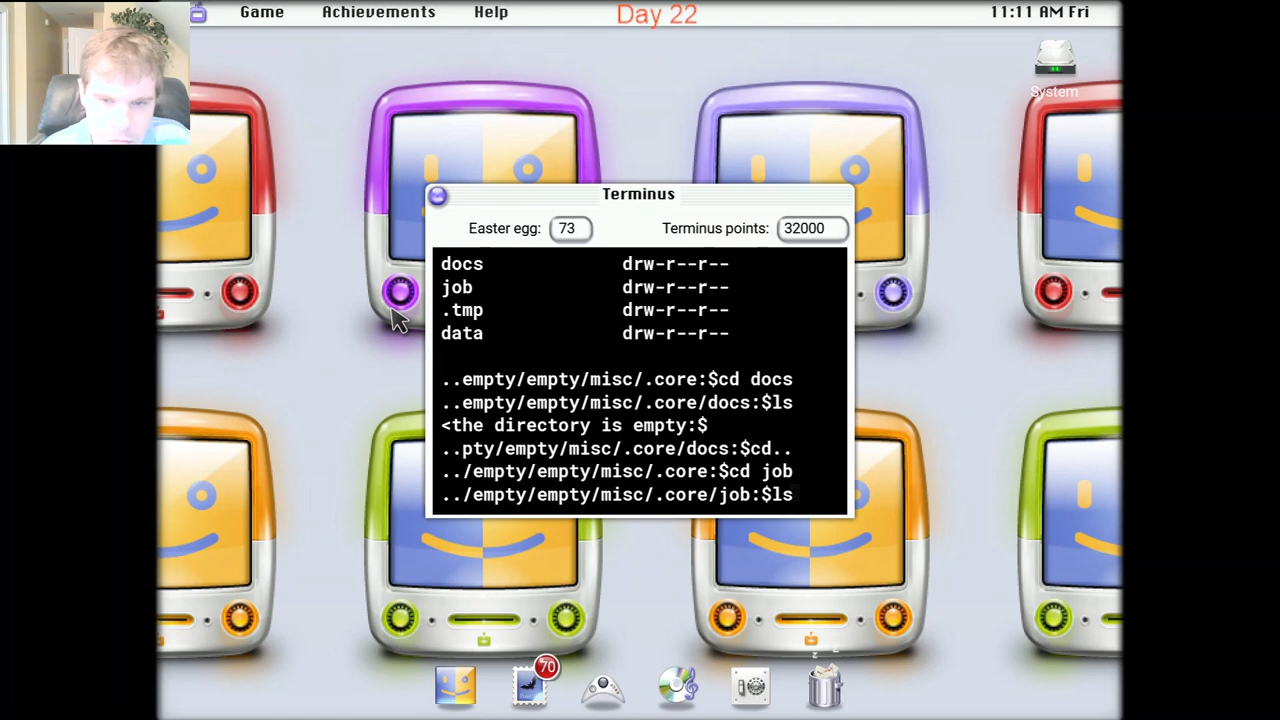 Game Achievements Help Day 22 11:11 AM Fri
System
Terminus
Easter egg: 73 Terminus points: 32000
docs drw-r--r--
job drw-r--r--
.tmp drw-r--r--
data drw-r--r--
..empty/empty/misc/.core:$cd docs
..empty/empty/misc/.core/docs:$ls
<the directory is empty:$
..pty/empty/misc/.core/docs:$cd..
../empty/empty/misc/.core:$cd job
../empty/empty/misc/.core/job:$ls
70